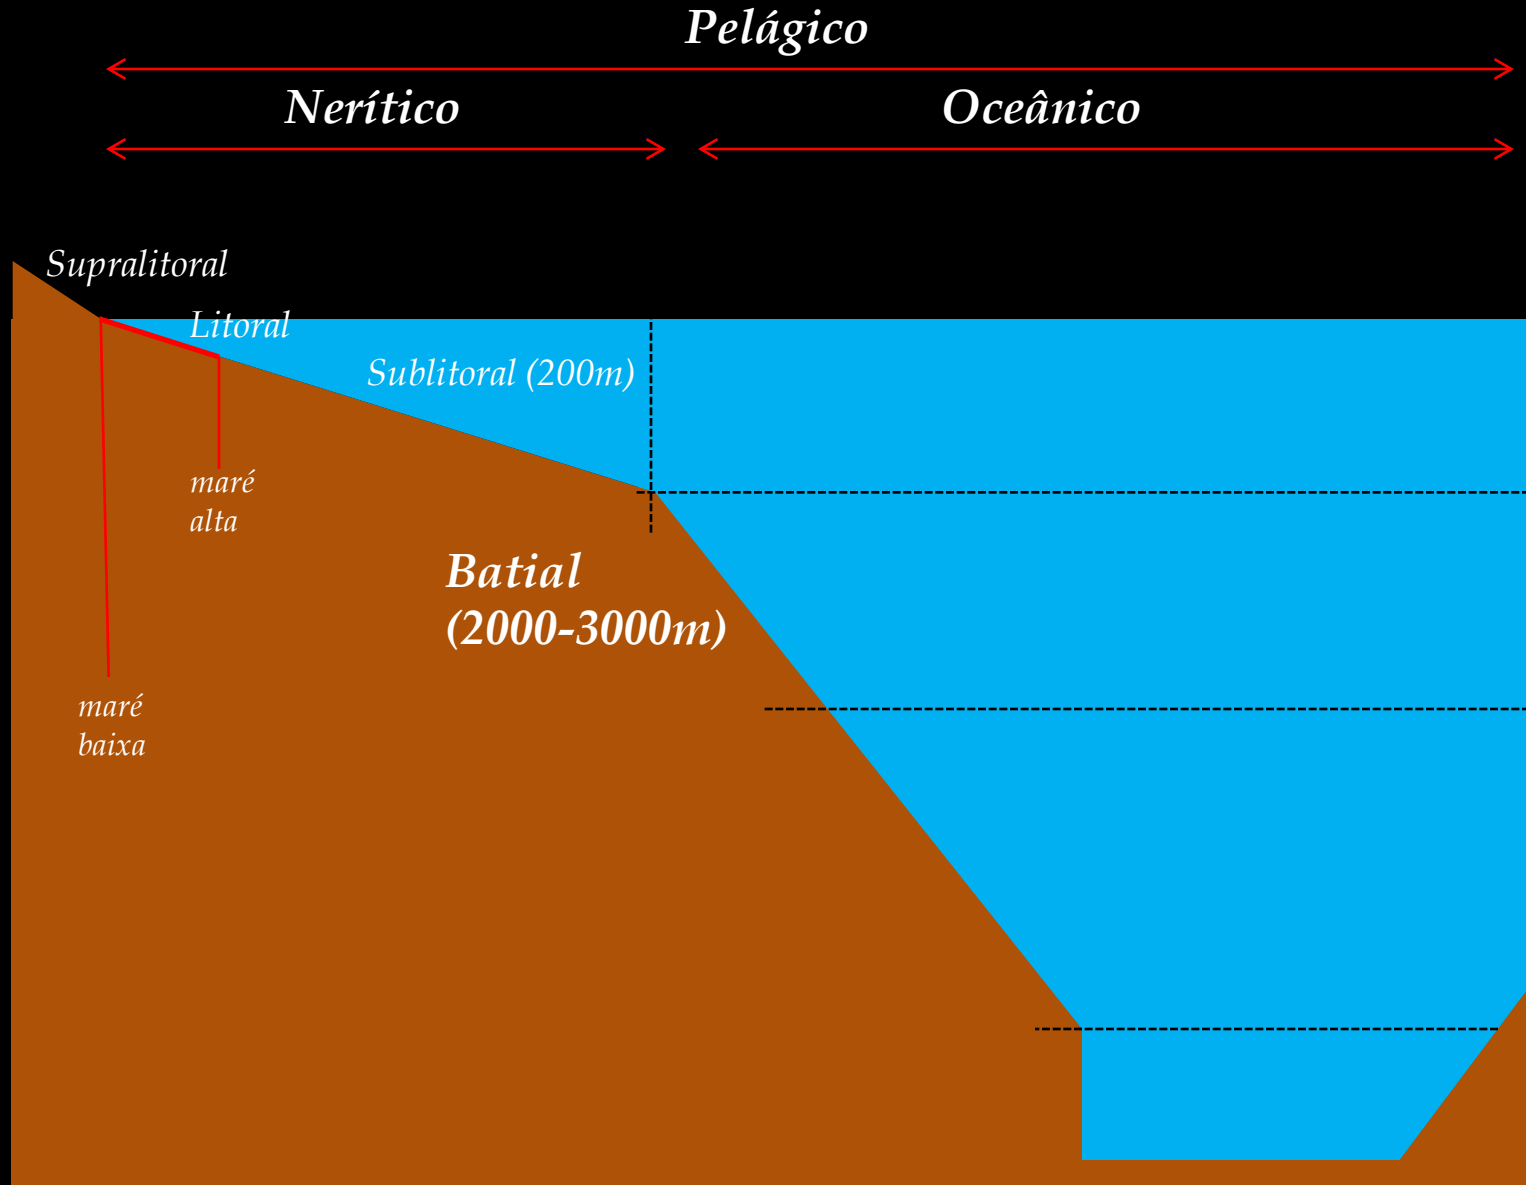 Pelágico
Nerítico
Oceânico
Supralitoral
Litoral
Sublitoral (200m)
maré
alta
Batial
(2000-3000m)
maré
baixa